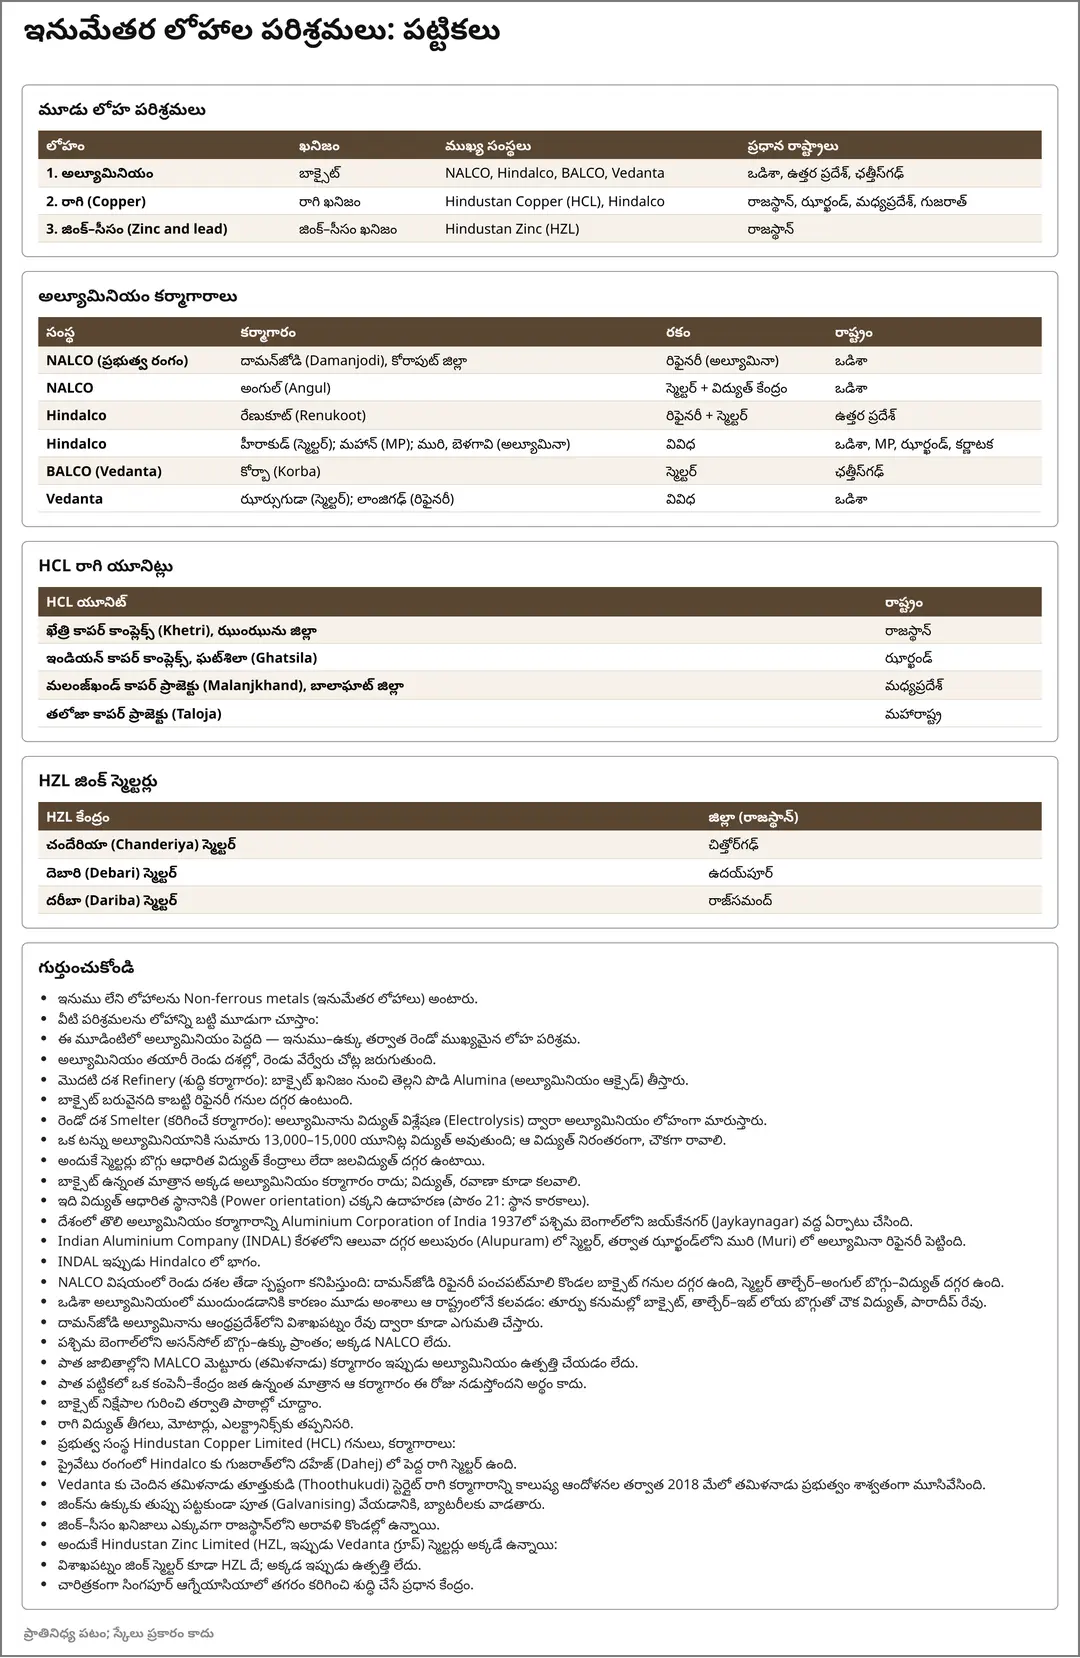 ఇనుమేతర లోహాల పరిశ్రమలు: పట్టికలు
మూడు లోహ పరిశ్రమలు
లోహం ఖనిజం ముఖ్య సంస్థలు ప్రధాన రాష్ట్రాలు
1. అల్యూమినియం బాక్సైట్ NALCO, Hindalco, BALCO, Vedanta ఒడిశా, ఉత్తర ప్రదేశ్, ఛత్తీస్‌గఢ్
2. రాగి (Copper) రాగి ఖనిజం Hindustan Copper (HCL), Hindalco రాజస్థాన్, ఝార్ఖండ్, మధ్యప్రదేశ్, గుజరాత్
3. జింక్–సీసం (Zinc and lead) జింక్–సీసం ఖనిజం Hindustan Zinc (HZL) రాజస్థాన్
అల్యూమినియం కర్మాగారాలు
సంస్థ కర్మాగారం రకం రాష్ట్రం
NALCO (ప్రభుత్వ రంగం) దామన్‌జోడి (Damanjodi), కోరాపుట్ జిల్లా రిఫైనరీ (అల్యూమినా) ఒడిశా
NALCO అంగుల్ (Angul) స్మెల్టర్ + విద్యుత్ కేంద్రం ఒడిశా
Hindalco రేణుకూట్ (Renukoot) రిఫైనరీ + స్మెల్టర్ ఉత్తర ప్రదేశ్
Hindalco హీరాకుడ్ (స్మెల్టర్); మహాన్ (MP); మురి, బెళగావి (అల్యూమినా) వివిధ ఒడిశా, MP, ఝార్ఖండ్, కర్ణాటక
BALCO (Vedanta) కోర్బా (Korba) స్మెల్టర్ ఛత్తీస్‌గఢ్
Vedanta ఝార్సుగుడా (స్మెల్టర్); లాంజిగఢ్ (రిఫైనరీ) వివిధ ఒడిశా
HCL రాగి యూనిట్లు
HCL యూనిట్ రాష్ట్రం
ఖేత్రి కాపర్ కాంప్లెక్స్ (Khetri), ఝుంఝును జిల్లా రాజస్థాన్
ఇండియన్ కాపర్ కాంప్లెక్స్, ఘట్‌శిలా (Ghatsila) ఝార్ఖండ్
మలంజ్‌ఖండ్ కాపర్ ప్రాజెక్టు (Malanjkhand), బాలాఘాట్ జిల్లా మధ్యప్రదేశ్
తలోజా కాపర్ ప్రాజెక్టు (Taloja) మహారాష్ట్ర
HZL జింక్ స్మెల్టర్లు
HZL కేంద్రం జిల్లా (రాజస్థాన్)
చందేరియా (Chanderiya) స్మెల్టర్ చిత్తోర్‌గఢ్
దెబారి (Debari) స్మెల్టర్ ఉదయ్‌పూర్
దరీబా (Dariba) స్మెల్టర్ రాజ్‌సమంద్
గుర్తుంచుకోండి
• ఇనుము లేని లోహాలను Non-ferrous metals (ఇనుమేతర లోహాలు) అంటారు.
• వీటి పరిశ్రమలను లోహాన్ని బట్టి మూడుగా చూస్తాం:
• ఈ మూడింటిలో అల్యూమినియం పెద్దది — ఇనుము–ఉక్కు తర్వాత రెండో ముఖ్యమైన లోహ పరిశ్రమ.
• అల్యూమినియం తయారీ రెండు దశల్లో, రెండు వేర్వేరు చోట్ల జరుగుతుంది.
• మొదటి దశ Refinery (శుద్ధి కర్మాగారం): బాక్సైట్ ఖనిజం నుంచి తెల్లని పొడి Alumina (అల్యూమినియం ఆక్సైడ్) తీస్తారు.
• బాక్సైట్ బరువైనది కాబట్టి రిఫైనరీ గనుల దగ్గర ఉంటుంది.
• రెండో దశ Smelter (కరిగించే కర్మాగారం): అల్యూమినాను విద్యుత్ విశ్లేషణ (Electrolysis) ద్వారా అల్యూమినియం లోహంగా మారుస్తారు.
• ఒక టన్ను అల్యూమినియానికి సుమారు 13,000–15,000 యూనిట్ల విద్యుత్ అవుతుంది; ఆ విద్యుత్ నిరంతరంగా, చౌకగా రావాలి.
• అందుకే స్మెల్టర్లు బొగ్గు ఆధారిత విద్యుత్ కేంద్రాలు లేదా జలవిద్యుత్ దగ్గర ఉంటాయి.
• బాక్సైట్ ఉన్నంత మాత్రాన అక్కడ అల్యూమినియం కర్మాగారం రాదు; విద్యుత్, రవాణా కూడా కలవాలి.
• ఇది విద్యుత్ ఆధారిత స్థానానికి (Power orientation) చక్కని ఉదాహరణ (పాఠం 21: స్థాన కారకాలు).
• దేశంలో తొలి అల్యూమినియం కర్మాగారాన్ని Aluminium Corporation of India 1937లో పశ్చిమ బెంగాల్‌లోని జయ్‌కేనగర్ (Jaykaynagar) వద్ద ఏర్పాటు చేసింది.
• Indian Aluminium Company (INDAL) కేరళలోని ఆలువా దగ్గర అలుపురం (Alupuram) లో స్మెల్టర్, తర్వాత ఝార్ఖండ్‌లోని మురి (Muri) లో అల్యూమినా రిఫైనరీ పెట్టింది.
• INDAL ఇప్పుడు Hindalco లో భాగం.
• NALCO విషయంలో రెండు దశల తేడా స్పష్టంగా కనిపిస్తుంది: దామన్‌జోడి రిఫైనరీ పంచపట్‌మాలి కొండల బాక్సైట్ గనుల దగ్గర ఉంది, స్మెల్టర్ తాల్చేర్–అంగుల్ బొగ్గు–విద్యుత్ దగ్గర ఉంది.
• ఒడిశా అల్యూమినియంలో ముందుండడానికి కారణం మూడు అంశాలు ఆ రాష్ట్రంలోనే కలవడం: తూర్పు కనుమల్లో బాక్సైట్, తాల్చేర్–ఇబ్ లోయ బొగ్గుతో చౌక విద్యుత్, పారాదీప్ రేవు.
• దామన్‌జోడి అల్యూమినాను ఆంధ్రప్రదేశ్‌లోని విశాఖపట్నం రేవు ద్వారా కూడా ఎగుమతి చేస్తారు.
• పశ్చిమ బెంగాల్‌లోని అసన్‌సోల్ బొగ్గు–ఉక్కు ప్రాంతం; అక్కడ NALCO లేదు.
• పాత జాబితాల్లోని MALCO మెట్టూరు (తమిళనాడు) కర్మాగారం ఇప్పుడు అల్యూమినియం ఉత్పత్తి చేయడం లేదు.
• పాత పట్టికలో ఒక కంపెనీ–కేంద్రం జత ఉన్నంత మాత్రాన ఆ కర్మాగారం ఈ రోజు నడుస్తోందని అర్థం కాదు.
• బాక్సైట్ నిక్షేపాల గురించి తర్వాతి పాఠాల్లో చూద్దాం.
• రాగి విద్యుత్ తీగలు, మోటార్లు, ఎలక్ట్రానిక్స్‌కు తప్పనిసరి.
• ప్రభుత్వ సంస్థ Hindustan Copper Limited (HCL) గనులు, కర్మాగారాలు:
• ప్రైవేటు రంగంలో Hindalco కు గుజరాత్‌లోని దహేజ్ (Dahej) లో పెద్ద రాగి స్మెల్టర్ ఉంది.
• Vedanta కు చెందిన తమిళనాడు తూత్తుకుడి (Thoothukudi) స్టెర్లైట్ రాగి కర్మాగారాన్ని కాలుష్య ఆందోళనల తర్వాత 2018 మేలో తమిళనాడు ప్రభుత్వం శాశ్వతంగా మూసివేసింది.
• జింక్‌ను ఉక్కుకు తుప్పు పట్టకుండా పూత (Galvanising) వేయడానికి, బ్యాటరీలకు వాడతారు.
• జింక్–సీసం ఖనిజాలు ఎక్కువగా రాజస్థాన్‌లోని అరావళి కొండల్లో ఉన్నాయి.
• అందుకే Hindustan Zinc Limited (HZL, ఇప్పుడు Vedanta గ్రూప్) స్మెల్టర్లు అక్కడే ఉన్నాయి:
• విశాఖపట్నం జింక్ స్మెల్టర్ కూడా HZL దే; అక్కడ ఇప్పుడు ఉత్పత్తి లేదు.
• చారిత్రకంగా సింగపూర్ ఆగ్నేయాసియాలో తగరం కరిగించి శుద్ధి చేసే ప్రధాన కేంద్రం.
ప్రాతినిధ్య పటం; స్కేలు ప్రకారం కాదు